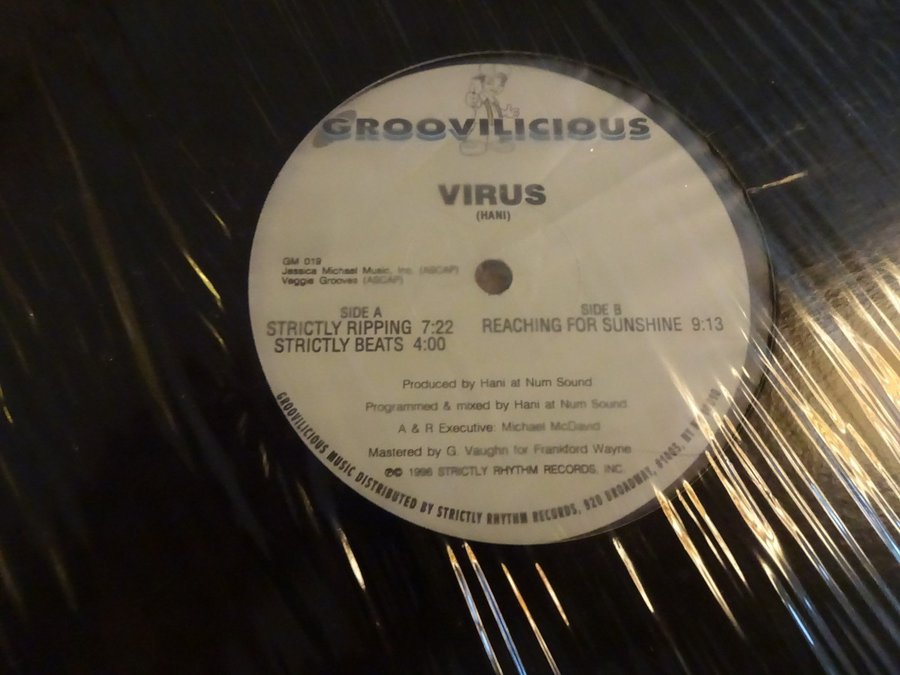 GROOVILICIOUS
VIRUS
(HANI)
GM 019
Jessica Michael Music, Inc. (ASCAP)
Veggie Grooves (ASCAP)
SIDE A
STRICTLY RIPPING 7:22
STRICTLY BEATS 4:00
SIDE B
REACHING FOR SUNSHINE 9:13
Produced by Hani at Num Sound
Programmed & mixed by Hani at Num Sound
A & R Executive: Michael McDavid
Mastered by G. Vaughn for Frankford Wayne
℗© 1996 STRICTLY RHYTHM RECORDS, INC.
GROOVILICIOUS MUSIC DISTRIBUTED BY STRICTLY RHYTHM RECORDS, 920 BROADWAY, #1403, NY